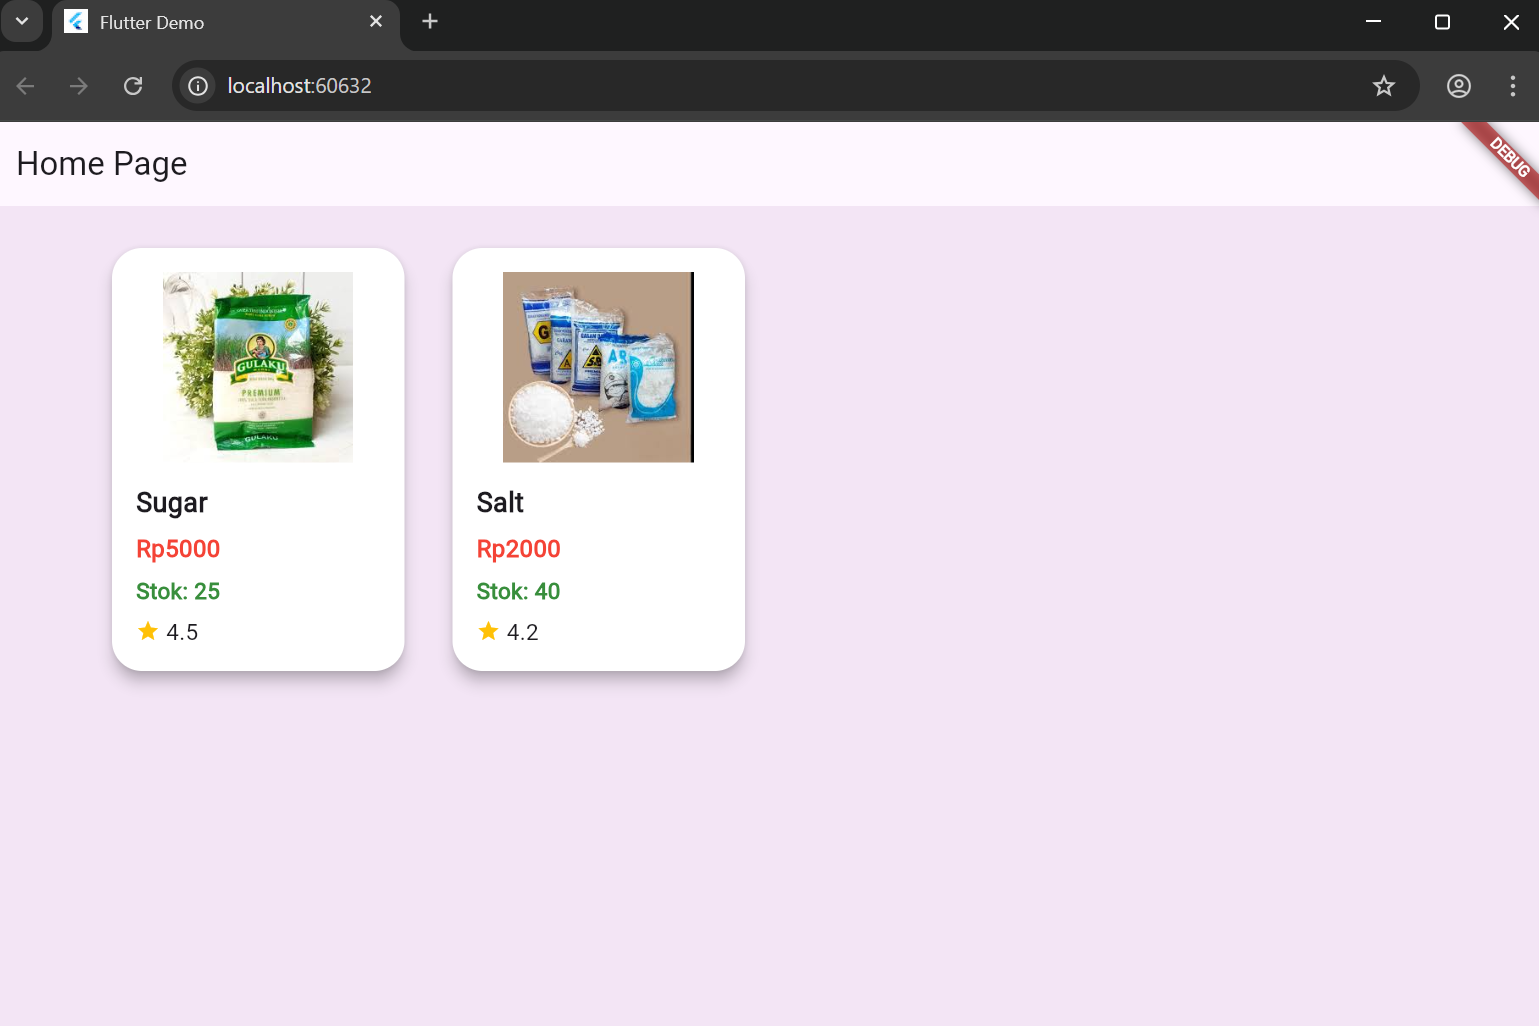 Flutter Demo
localhost:60632
DEBUG
Home Page
GULAKU
PREMIUM
GULAKU
Sugar
Rp5000
Stok: 25
4.5
G
GARAM
A
Salt
Rp2000
Stok: 40
4.2